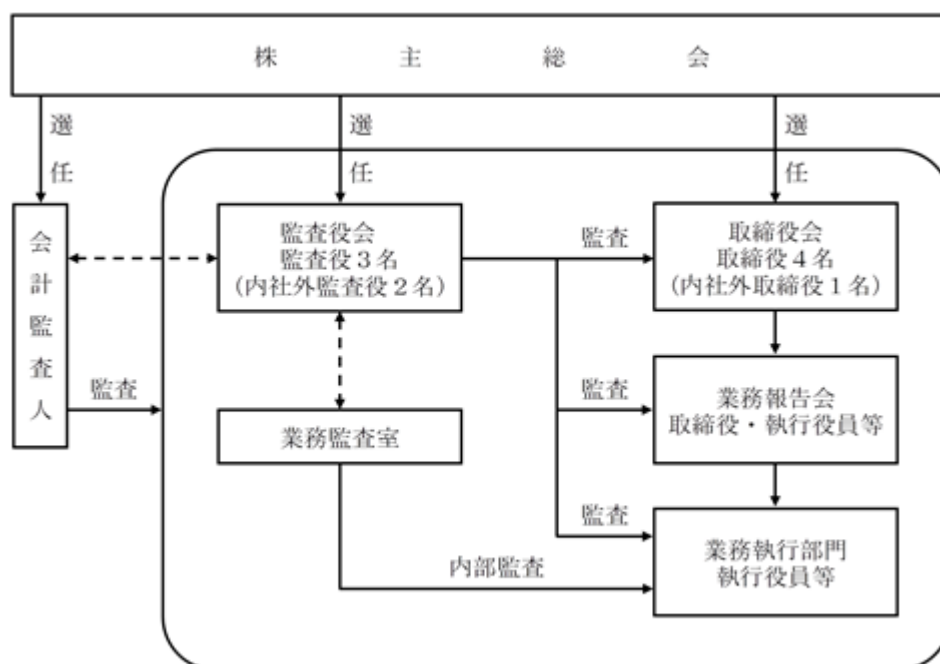 株主総会
選任
選任
選任
会計監査人
監査役会
監査役3名
(内社外監査役2名)
監査
取締役会
取締役4名
(内社外取締役1名)
監査
業務監査室
監査
業務報告会
取締役・執行役員等
監査
業務執行部門
執行役員等
内部監査